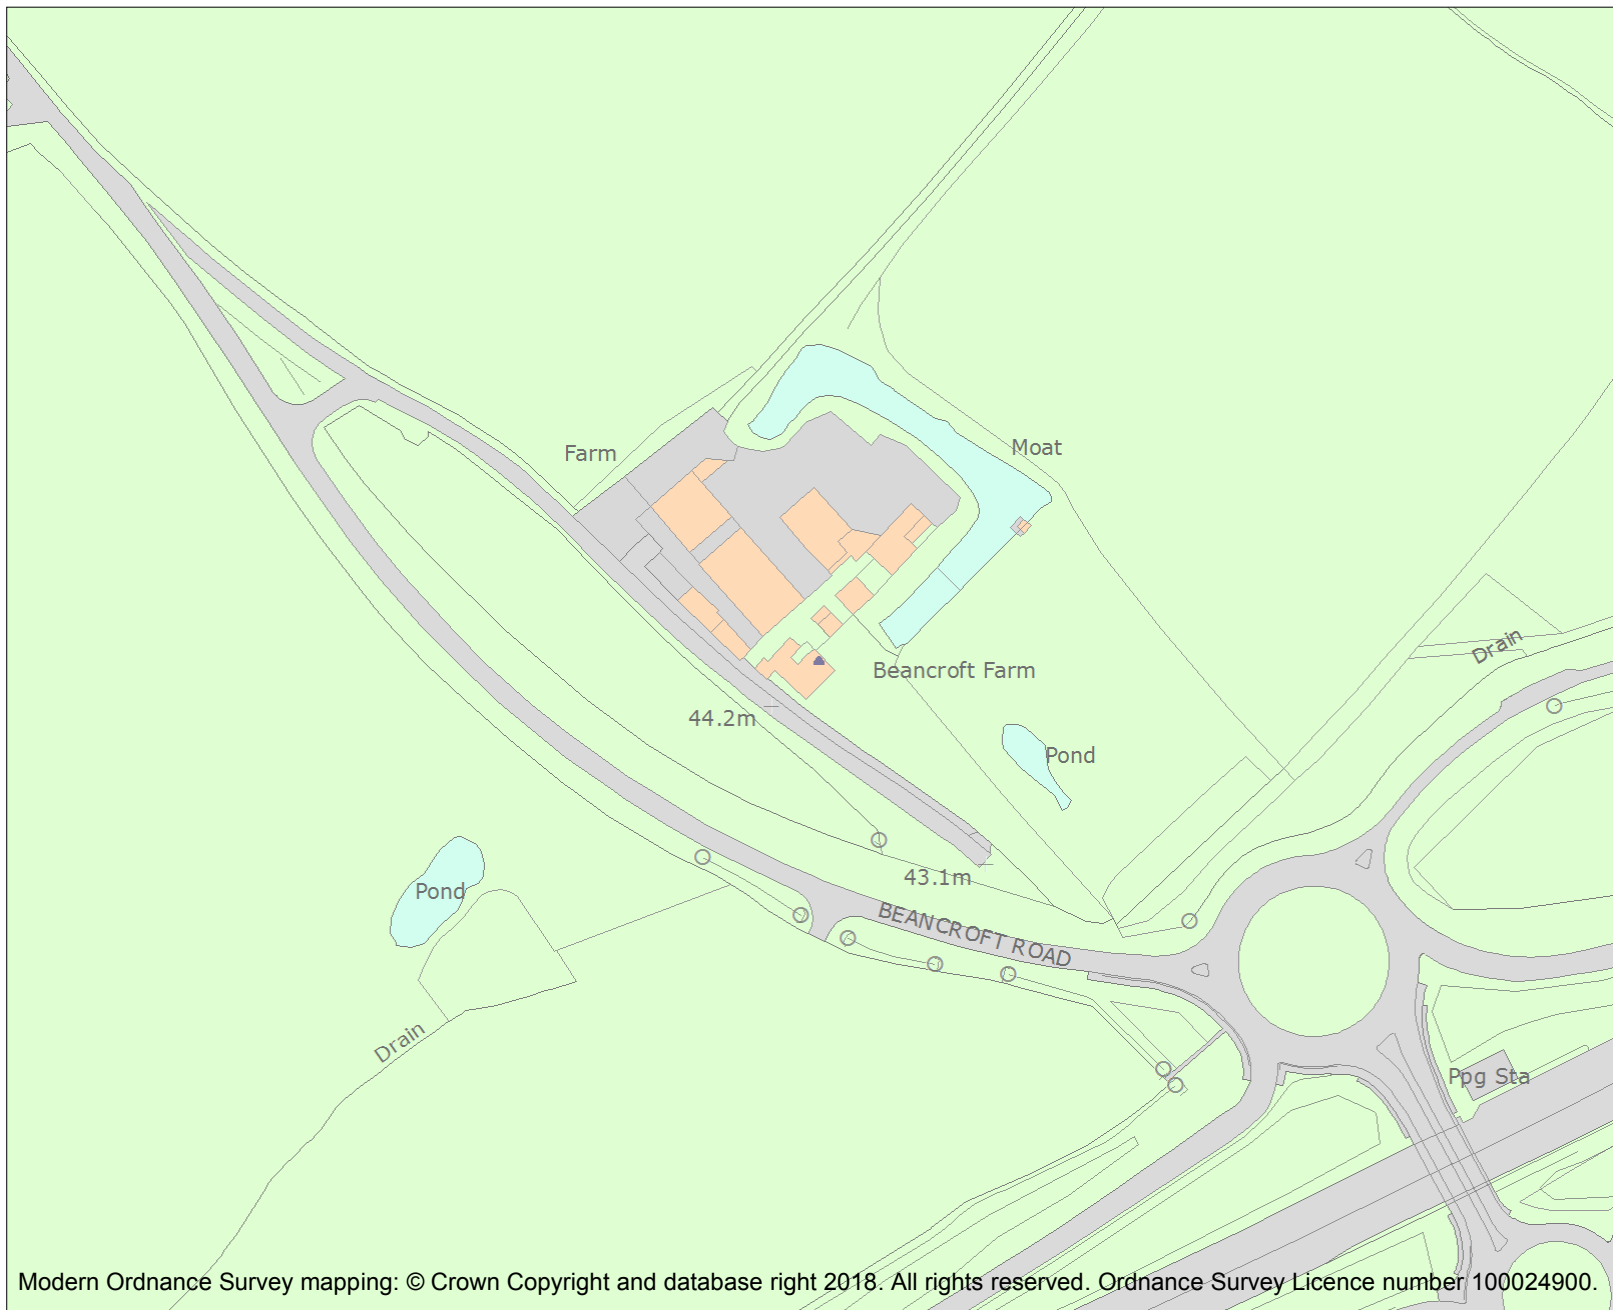 Farm
Moat
Drain
Beancroft Farm
44.2m
Pond
43.1m
Pond
BEANCROFT ROAD
Drain
Ppg Sta
Modern Ordnance Survey mapping: © Crown Copyright and database right 2018. All rights reserved. Ordnance Survey Licence number 100024900.